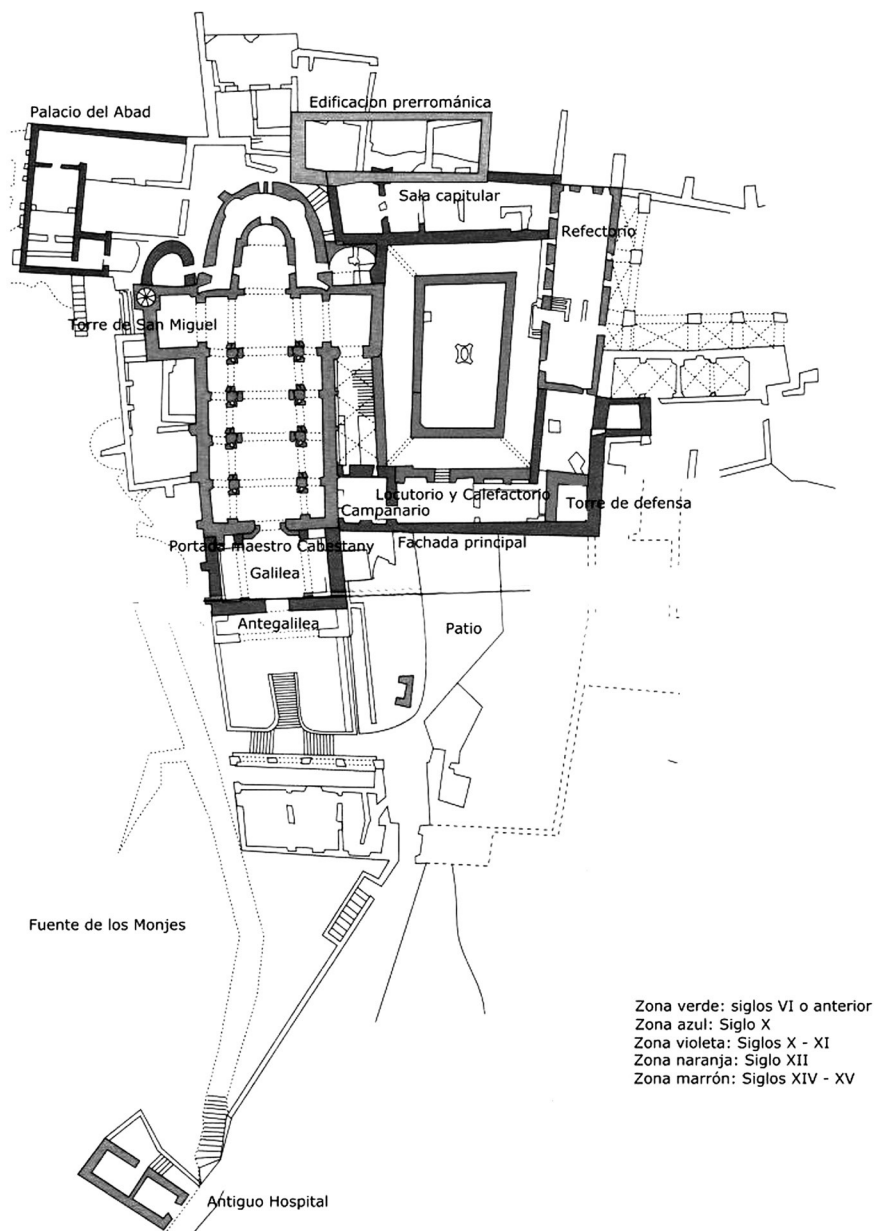 Edificacion prerrománica
Palacio del Abad
Sala capitular
Refectorio
Torre de San Miguel
Locutorio y Calefactorio
Campanario
Torre de defensa
Portada maestro Cabestany
Fachada principal
Galilea
Antegalilea
Patio
Fuente de los Monjes
Zona verde: siglos VI o anterior
Zona azul: Siglo X
Zona violeta: Siglos X - XI
Zona naranja: Siglo XII
Zona marrón: Siglos XIV - XV
Antiguo Hospital